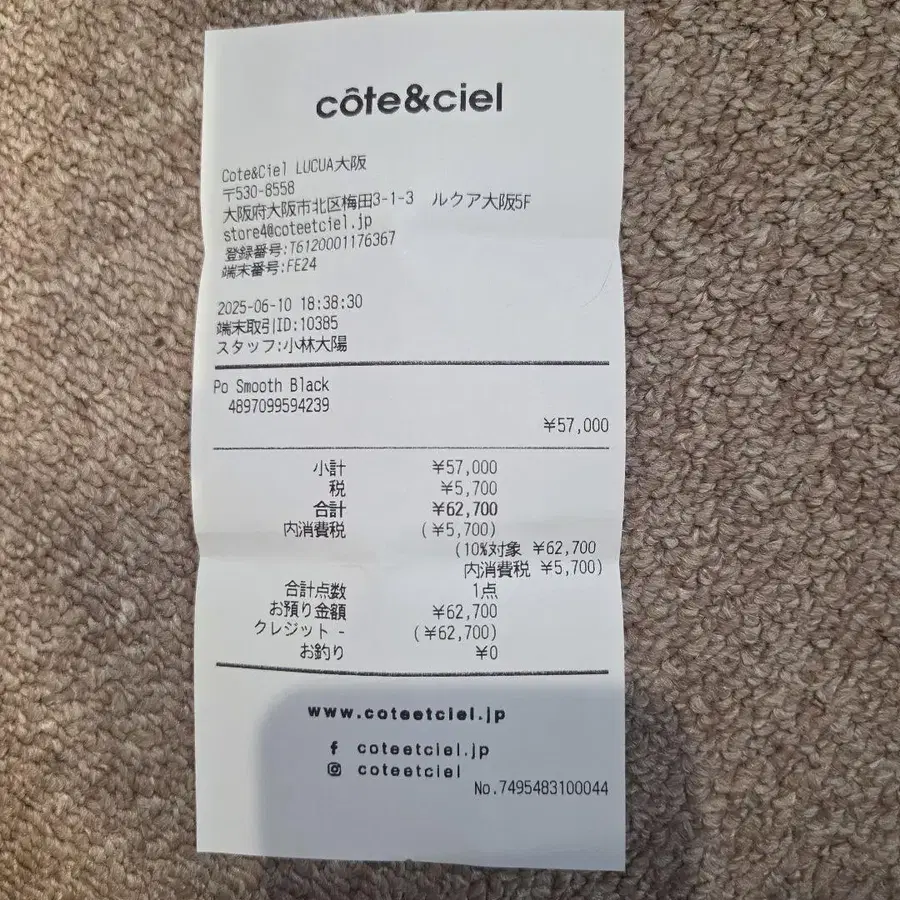 côte&ciel
Cote&Ciel LUCUA大阪
〒530-8558
大阪府大阪市北区梅田3-1-3 ルクア大阪5F
store4@coteetciel.jp
登録番号:T6120001176367
端末番号:FE24
2025-06-10 18:38:30
端末取引ID:10385
スタッフ:小林大陽
Po Smooth Black
4897099594239
¥57,000
小計 ¥57,000
税 ¥5,700
合計 ¥62,700
内消費税 (¥5,700)
(10%対象 ¥62,700
内消費税 ¥5,700)
合計点数 1点
お預り金額 ¥62,700
クレジット - (¥62,700)
お釣り ¥0
www.coteetciel.jp
coteetciel.jp
coteetciel
No.7495483100044